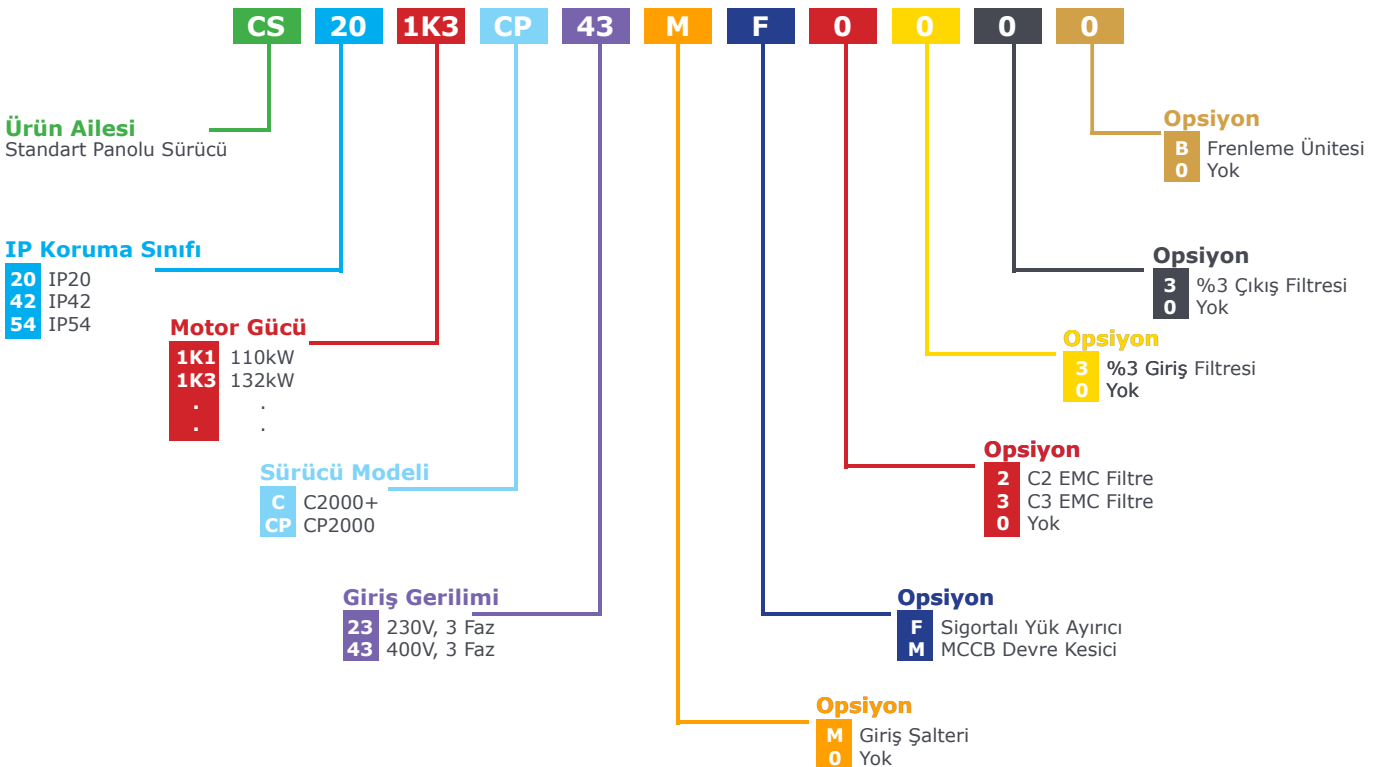 CS 20 1K3 CP 43 M F 0 0 0 0
Ürün Ailesi
Standart Panolu Sürücü
IP Koruma Sınıfı
20 IP20
42 IP42
54 IP54
Motor Gücü
1K1 110kW
1K3 132kW
. .
. .
Sürücü Modeli
C C2000+
CP CP2000
Giriş Gerilimi
23 230V, 3 Faz
43 400V, 3 Faz
Opsiyon
M Giriş Şalteri
0 Yok
Opsiyon
F Sigortalı Yük Ayırıcı
M MCCB Devre Kesici
Opsiyon
2 C2 EMC Filtre
3 C3 EMC Filtre
0 Yok
Opsiyon
3 %3 Giriş Filtresi
0 Yok
Opsiyon
3 %3 Çıkış Filtresi
0 Yok
Opsiyon
B Frenleme Ünitesi
0 Yok